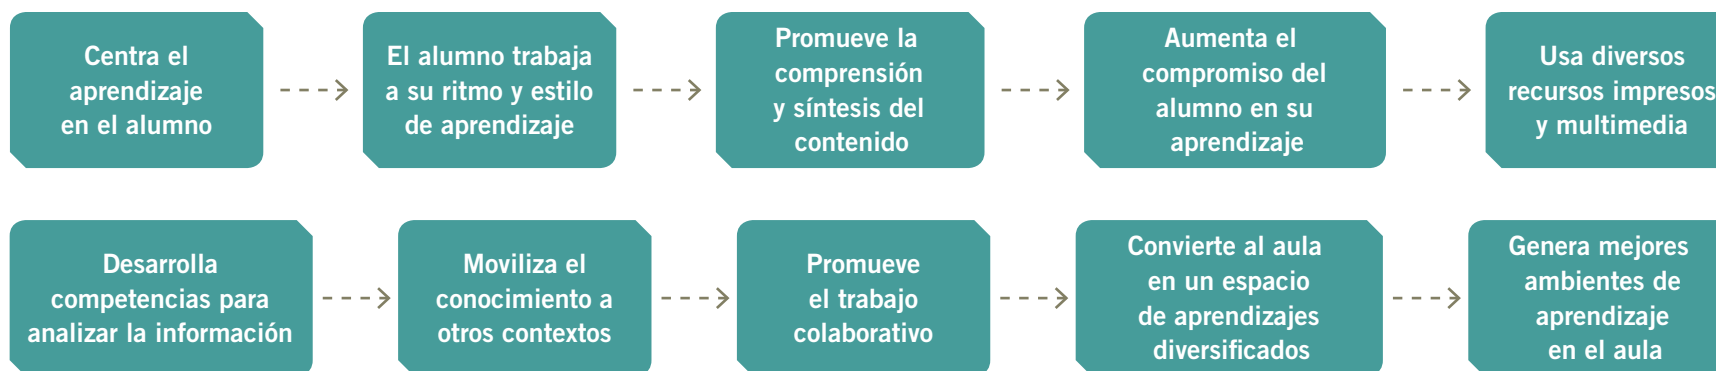 Centra el
aprendizaje
en el alumno
El alumno trabaja
a su ritmo y estilo
de aprendizaje
Promueve la
comprensión
y síntesis del
contenido
Aumenta el
compromiso del
alumno en su
aprendizaje
Usa diversos
recursos impresos
y multimedia
Desarrolla
competencias para
analizar la información
Moviliza el
conocimiento a
otros contextos
Promueve
el trabajo
colaborativo
Convierte al aula
en un espacio
de aprendizajes
diversificados
Genera mejores
ambientes de
aprendizaje
en el aula